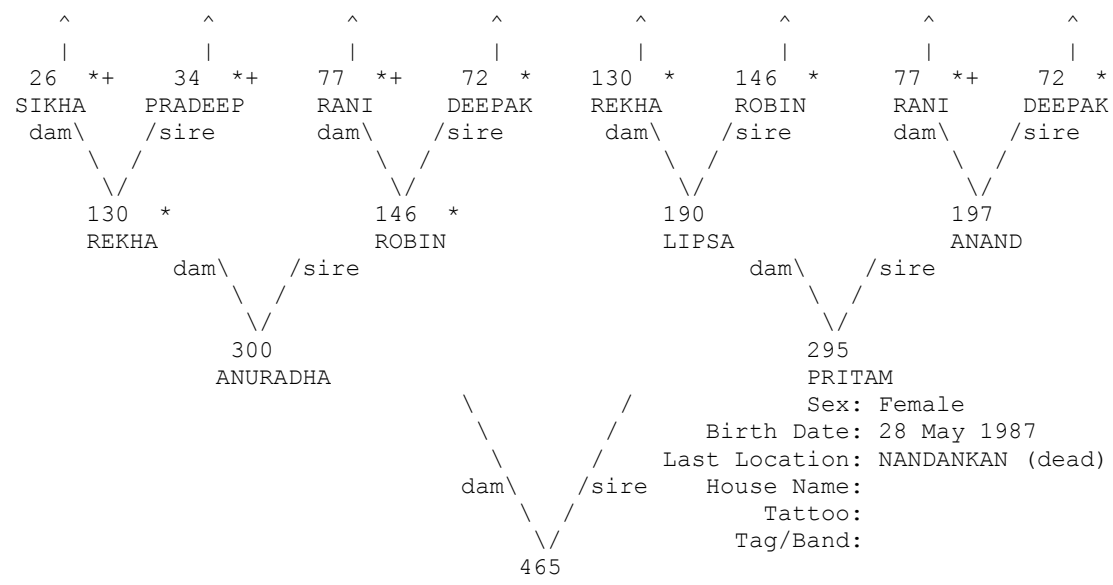 ^ ^ ^ ^ ^ ^ ^ ^
| | | | | | | |
26 *+ 34 *+ 77 *+ 72 * 130 * 146 * 77 *+ 72 *
SIKHA PRADEEP RANI DEEPAK REKHA ROBIN RANI DEEPAK
dam\ /sire dam\ /sire dam\ /sire dam\ /sire
\ / \ / \ / \ /
\/ \/ \/ \/
130 * 146 * 190 197
REKHA ROBIN LIPSA ANAND
dam\ /sire dam\ /sire
\ / \ /
\/ \/
300 295
ANURADHA PRITAM
\ / Sex: Female
\ / Birth Date: 28 May 1987
\ / Last Location: NANDANKAN (dead)
dam\ /sire House Name:
\ / Tattoo:
\/ Tag/Band:
465